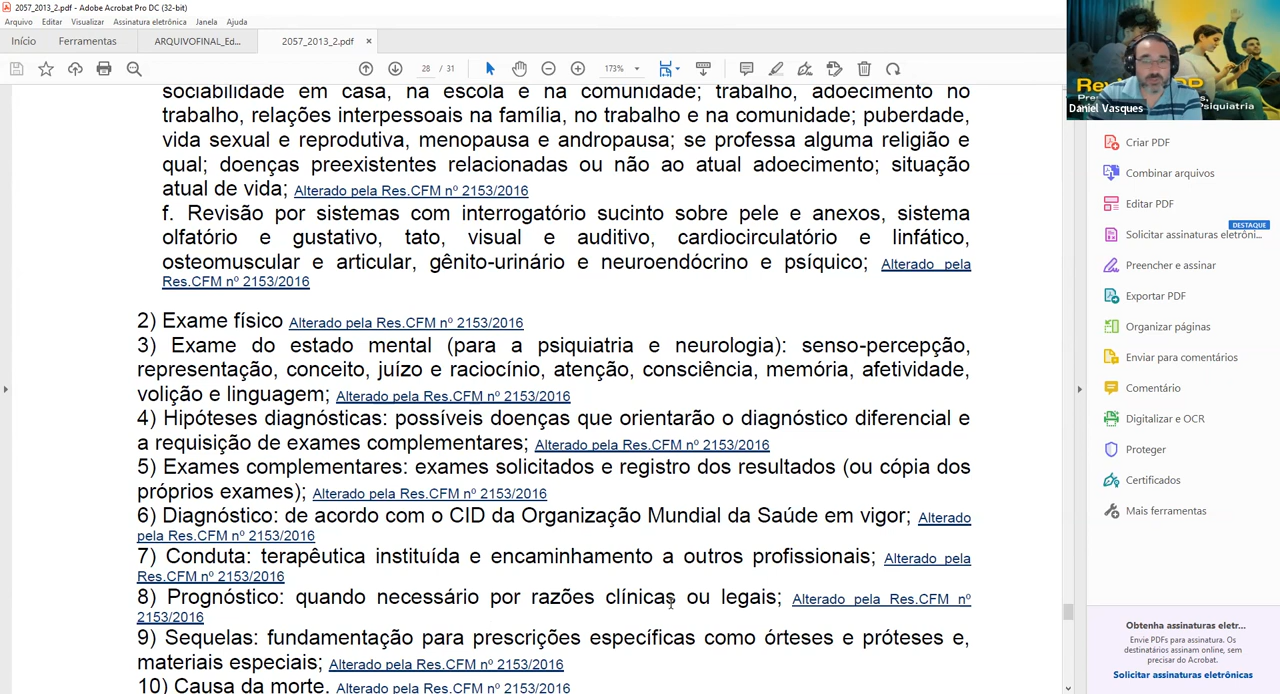 2057_2013_2.pdf - Adobe Acrobat Pro DC (32-bit)
Arquivo Editar Visualizar Assinatura eletrônica Janela Ajuda
Início Ferramentas ARQUIVOFINAL_Ed... 2057_2013_2.pdf ×
28 / 31 173%
sociabilidade em casa, na escola e na comunidade; trabalho, adoecimento no
trabalho, relações interpessoais na família, no trabalho e na comunidade; puberdade,
vida sexual e reprodutiva, menopausa e andropausa; se professa alguma religião e
qual; doenças preexistentes relacionadas ou não ao atual adoecimento; situação
atual de vida; Alterado pela Res.CFM nº 2153/2016
f. Revisão por sistemas com interrogatório sucinto sobre pele e anexos, sistema
olfatório e gustativo, tato, visual e auditivo, cardiocirculatório e linfático,
osteomuscular e articular, gênito-urinário e neuroendócrino e psíquico; Alterado pela
Res.CFM nº 2153/2016
2) Exame físico Alterado pela Res.CFM nº 2153/2016
3) Exame do estado mental (para a psiquiatria e neurologia): senso-percepção,
representação, conceito, juízo e raciocínio, atenção, consciência, memória, afetividade,
volição e linguagem; Alterado pela Res.CFM nº 2153/2016
4) Hipóteses diagnósticas: possíveis doenças que orientarão o diagnóstico diferencial e
a requisição de exames complementares; Alterado pela Res.CFM nº 2153/2016
5) Exames complementares: exames solicitados e registro dos resultados (ou cópia dos
próprios exames); Alterado pela Res.CFM nº 2153/2016
6) Diagnóstico: de acordo com o CID da Organização Mundial da Saúde em vigor; Alterado
pela Res.CFM nº 2153/2016
7) Conduta: terapêutica instituída e encaminhamento a outros profissionais; Alterado pela
Res.CFM nº 2153/2016
8) Prognóstico: quando necessário por razões clínicas ou legais; Alterado pela Res.CFM nº
2153/2016
9) Sequelas: fundamentação para prescrições específicas como órteses e próteses e,
materiais especiais; Alterado pela Res.CFM nº 2153/2016
10) Causa da morte. Alterado pela Res.CFM nº 2153/2016
Daniel Vasques
Psiquiatria
Criar PDF
Combinar arquivos
Editar PDF
DESTAQUE
Solicitar assinaturas eletrôni...
Preencher e assinar
Exportar PDF
Organizar páginas
Enviar para comentários
Comentário
Digitalizar e OCR
Proteger
Certificados
Mais ferramentas
Obtenha assinaturas eletr...
Envie PDFs para assinatura. Os
destinatários assinam online, sem
precisar do Acrobat.
Solicitar assinaturas eletrônicas